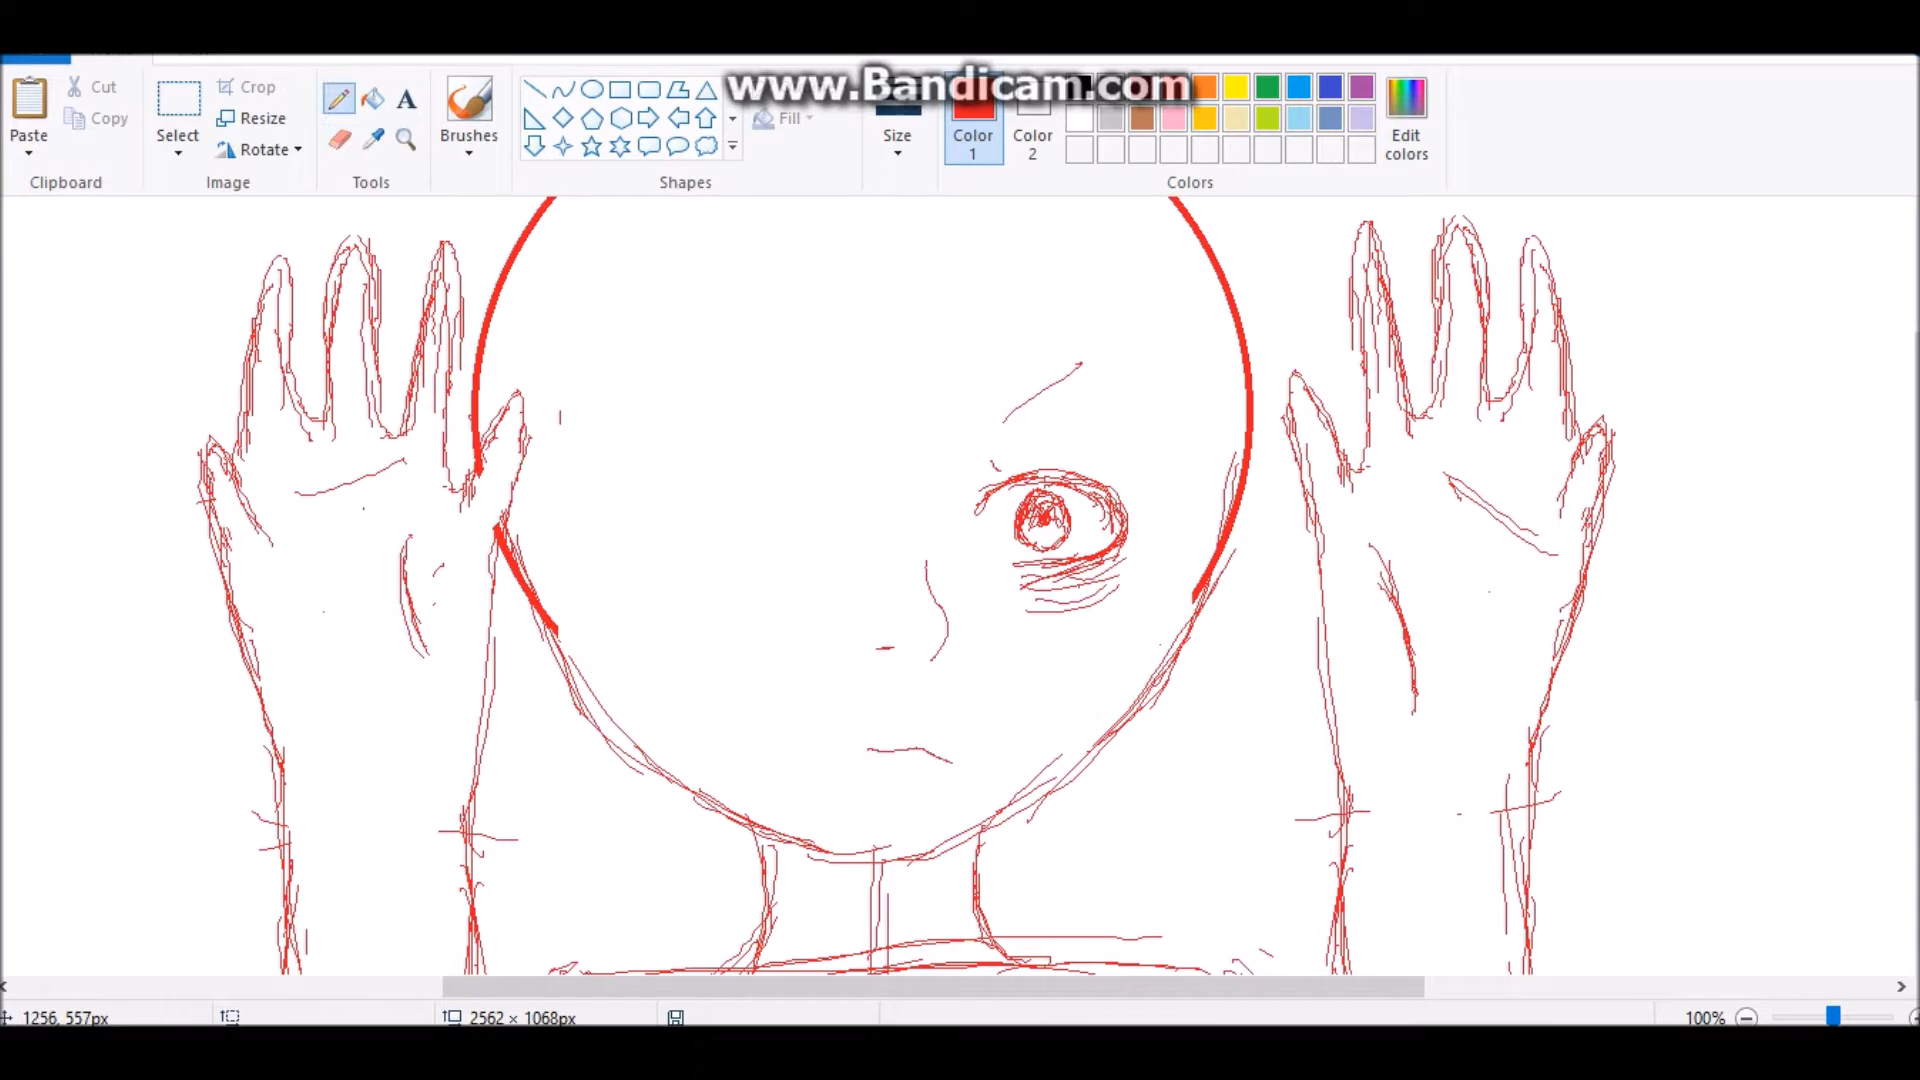 www.Bandicam.com
Paste
Cut
Copy
Clipboard
Select
Crop
Resize
Rotate
Image
A
Tools
Brushes
Shapes
Fill
Size
Color 1
Color 2
Edit colors
Colors
1256, 557px
2562 × 1068px
100%